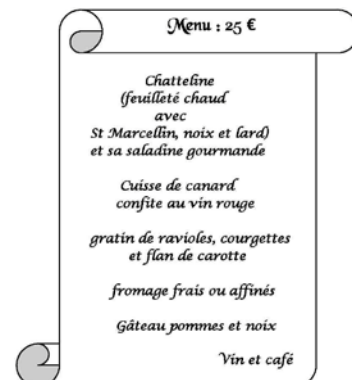 Menu : 25 €
Chatteline
(feuilleté chaud
avec
St Marcellin, noix et lard)
et sa saladine gourmande
Cuisse de canard
confite au vin rouge
gratin de ravioles, courgettes
et flan de carotte
fromage frais ou affinés
Gâteau pommes et noix
Vin et café